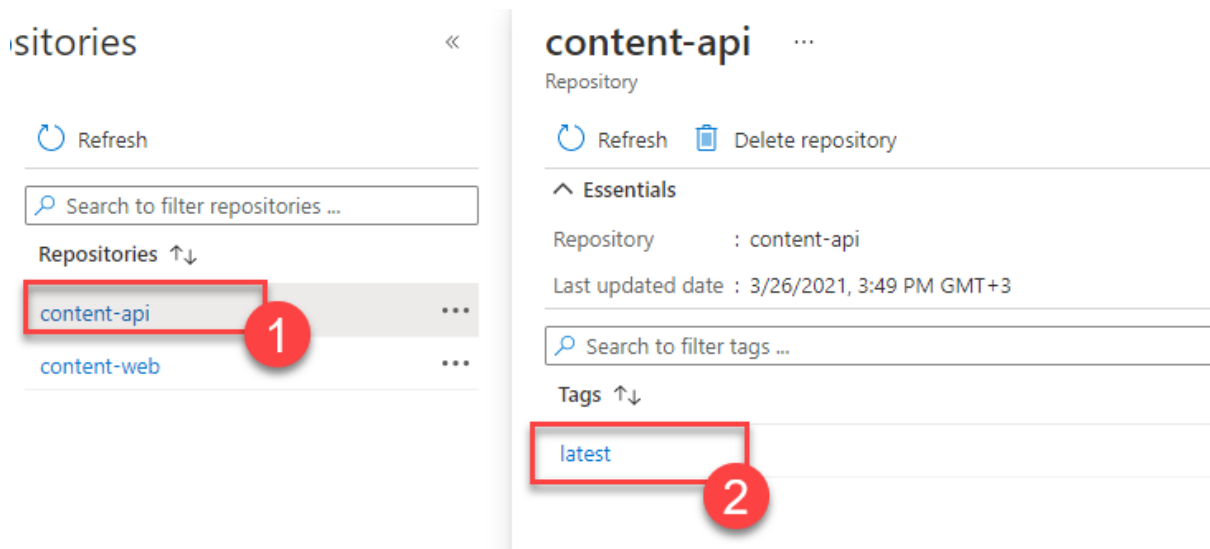 sitories «
Refresh
Search to filter repositories ...
Repositories ↑↓
content-api ...
1
content-web ...
content-api ...
Repository
Refresh Delete repository
Essentials
Repository : content-api
Last updated date : 3/26/2021, 3:49 PM GMT+3
Search to filter tags ...
Tags ↑↓
latest
2